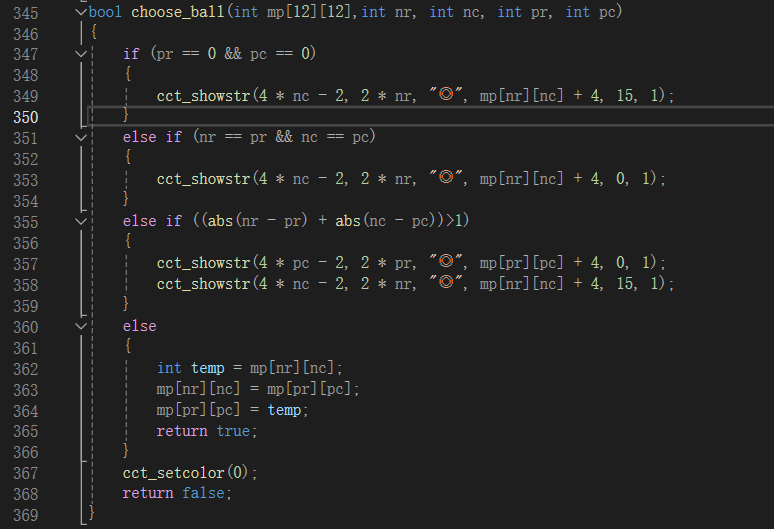 345 bool choose_ball(int mp[12][12],int nr, int nc, int pr, int pc)
346 {
347 if (pr == 0 && pc == 0)
348 {
349 cct_showstr(4 * nc - 2, 2 * nr, "◎", mp[nr][nc] + 4, 15, 1);
350 }
351 else if (nr == pr && nc == pc)
352 {
353 cct_showstr(4 * nc - 2, 2 * nr, "◎", mp[nr][nc] + 4, 0, 1);
354 }
355 else if ((abs(nr - pr) + abs(nc - pc))>1)
356 {
357 cct_showstr(4 * pc - 2, 2 * pr, "◎", mp[pr][pc] + 4, 0, 1);
358 cct_showstr(4 * nc - 2, 2 * nr, "◎", mp[nr][nc] + 4, 15, 1);
359 }
360 else
361 {
362 int temp = mp[nr][nc];
363 mp[nr][nc] = mp[pr][pc];
364 mp[pr][pc] = temp;
365 return true;
366 }
367 cct_setcolor(0);
368 return false;
369 }